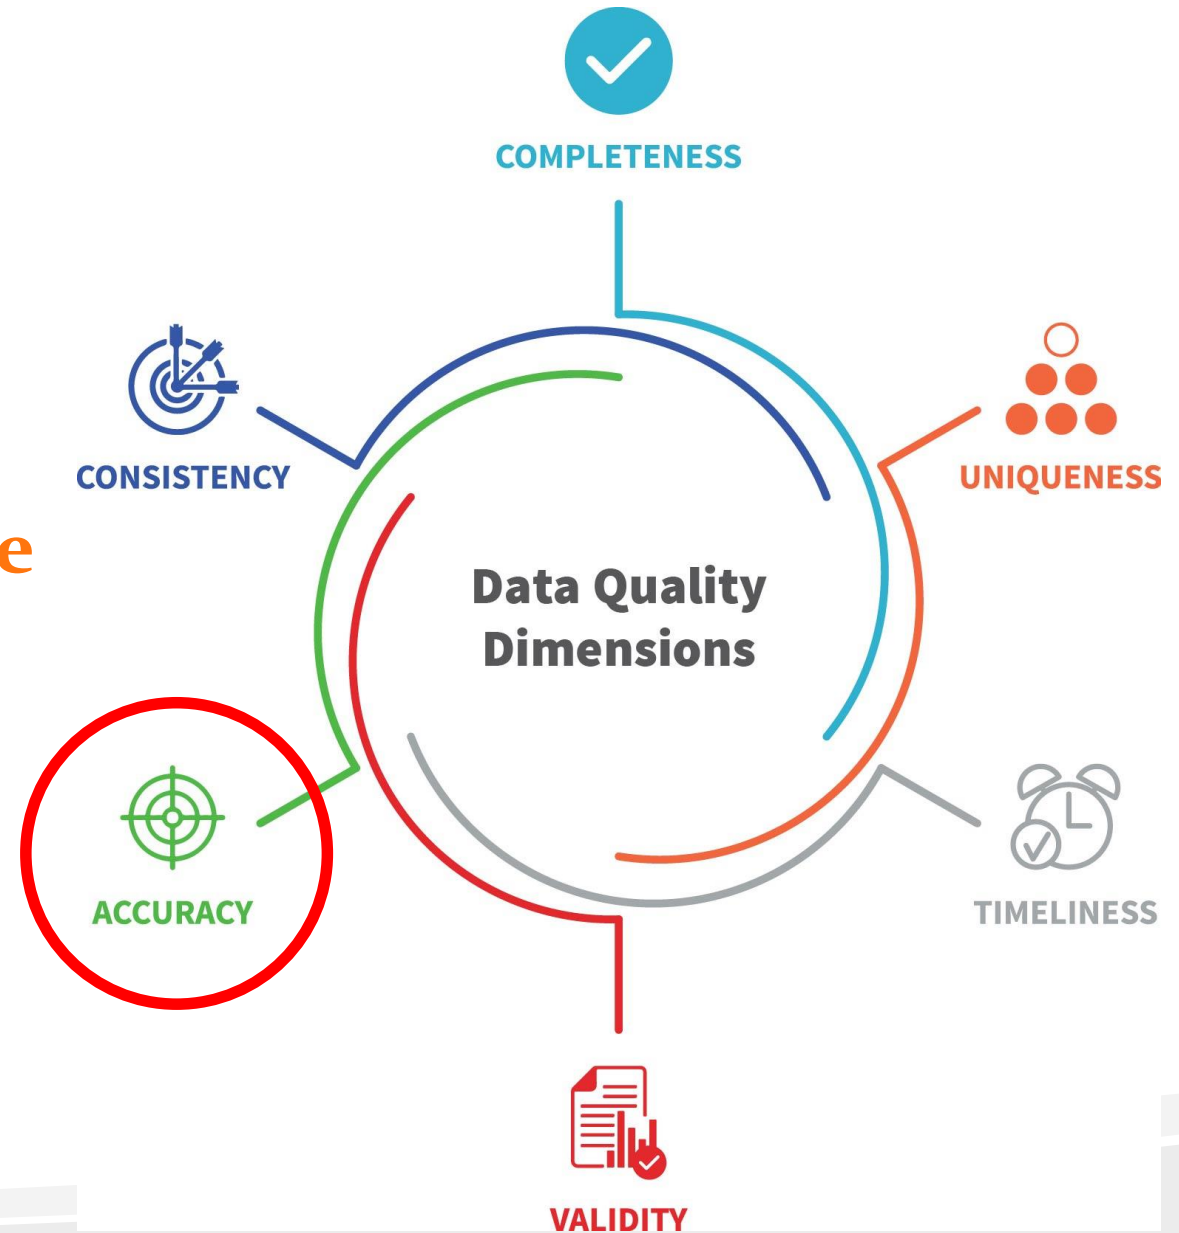 COMPLETENESS
CONSISTENCY
UNIQUENESS
e
Data Quality
Dimensions
ACCURACY
TIMELINESS
VALIDITY